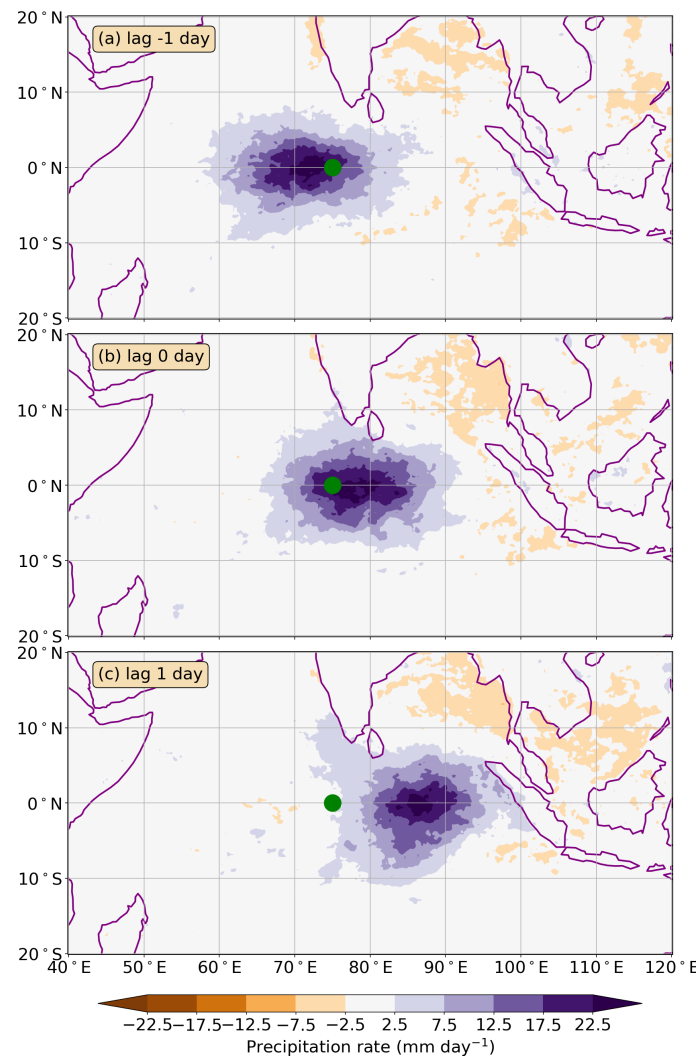 20°N
(a) lag -1 day
10°N
0°N
10°S
20°S
20°N
(b) lag 0 day
10°N
0°N
10°S
20°S
20°N
(c) lag 1 day
10°N
0°N
10°S
20°S
40°E 50°E 60°E 70°E 80°E 90°E 100°E 110°E 120°E
−22.5 −17.5 −12.5 −7.5 −2.5 2.5 7.5 12.5 17.5 22.5
Precipitation rate (mm day⁻¹)